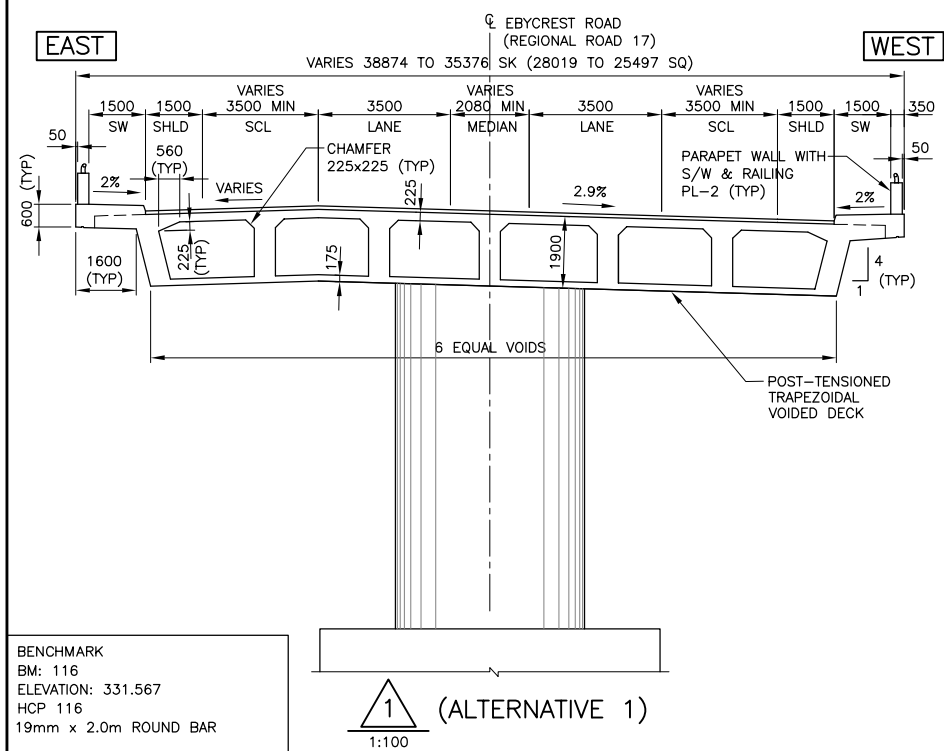 ℄ EBYCREST ROAD
(REGIONAL ROAD 17)
EAST
WEST
VARIES 38874 TO 35376 SK (28019 TO 25497 SQ)
1500
SW
1500
SHLD
VARIES
3500 MIN
SCL
3500
LANE
VARIES
2080 MIN
MEDIAN
3500
LANE
VARIES
3500 MIN
SCL
1500
SHLD
1500
SW
350
50
50
560
(TYP)
CHAMFER
225x225 (TYP)
PARAPET WALL WITH
S/W & RAILING
PL-2 (TYP)
2%
VARIES
225
2.9%
2%
600 (TYP)
225
(TYP)
175
1900
1600
(TYP)
4
(TYP)
1
6 EQUAL VOIDS
POST-TENSIONED
TRAPEZOIDAL
VOIDED DECK
BENCHMARK
BM: 116
ELEVATION: 331.567
HCP 116
19mm x 2.0m ROUND BAR
1
1:100
(ALTERNATIVE 1)